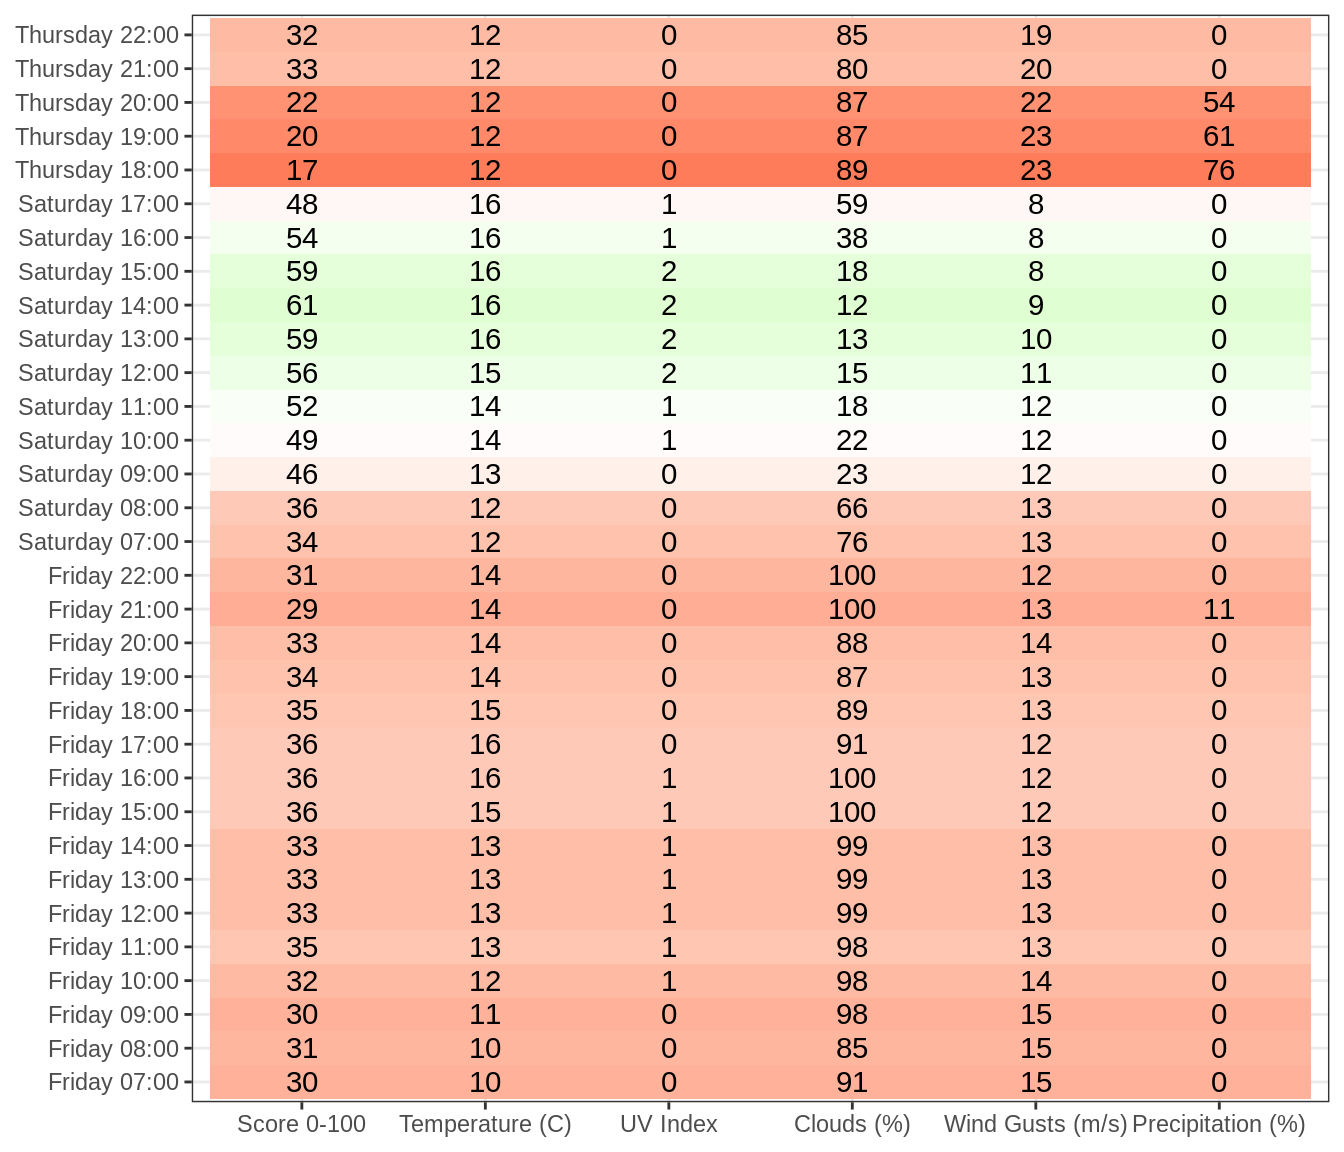 Thursday 22:00 32 12 0 85 19 0
Thursday 21:00 33 12 0 80 20 0
Thursday 20:00 22 12 0 87 22 54
Thursday 19:00 20 12 0 87 23 61
Thursday 18:00 17 12 0 89 23 76
Saturday 17:00 48 16 1 59 8 0
Saturday 16:00 54 16 1 38 8 0
Saturday 15:00 59 16 2 18 8 0
Saturday 14:00 61 16 2 12 9 0
Saturday 13:00 59 16 2 13 10 0
Saturday 12:00 56 15 2 15 11 0
Saturday 11:00 52 14 1 18 12 0
Saturday 10:00 49 14 1 22 12 0
Saturday 09:00 46 13 0 23 12 0
Saturday 08:00 36 12 0 66 13 0
Saturday 07:00 34 12 0 76 13 0
Friday 22:00 31 14 0 100 12 0
Friday 21:00 29 14 0 100 13 11
Friday 20:00 33 14 0 88 14 0
Friday 19:00 34 14 0 87 13 0
Friday 18:00 35 15 0 89 13 0
Friday 17:00 36 16 0 91 12 0
Friday 16:00 36 16 1 100 12 0
Friday 15:00 36 15 1 100 12 0
Friday 14:00 33 13 1 99 13 0
Friday 13:00 33 13 1 99 13 0
Friday 12:00 33 13 1 99 13 0
Friday 11:00 35 13 1 98 13 0
Friday 10:00 32 12 1 98 14 0
Friday 09:00 30 11 0 98 15 0
Friday 08:00 31 10 0 85 15 0
Friday 07:00 30 10 0 91 15 0
Score 0-100 Temperature (C) UV Index Clouds (%) Wind Gusts (m/s) Precipitation (%)